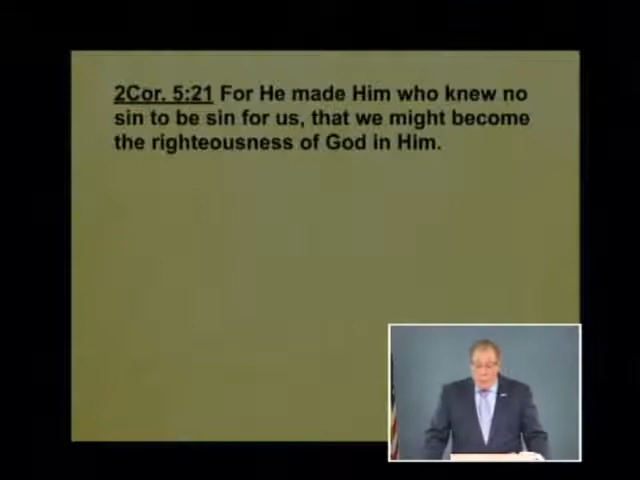 2Cor. 5:21 For He made Him who knew no
sin to be sin for us, that we might become
the righteousness of God in Him.